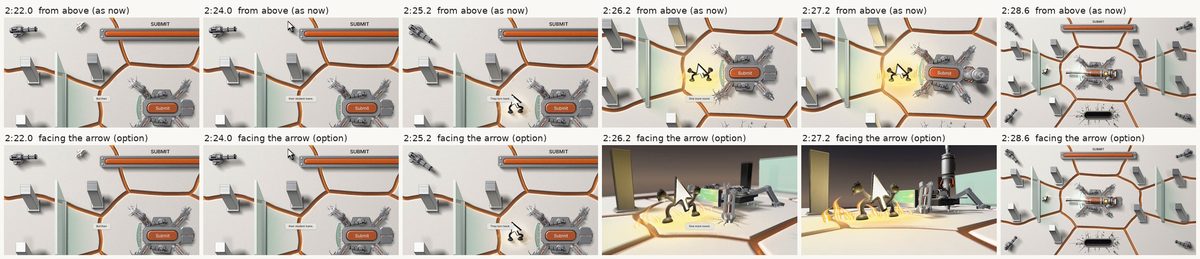 2:22.0 from above (as now)
2:24.0 from above (as now)
2:25.2 from above (as now)
2:26.2 from above (as now)
2:27.2 from above (as now)
2:28.6 from above (as now)
SUBMIT
SUBMIT
SUBMIT
SUBMIT
Submit
Submit
Submit
Submit
Submit
2:22.0 facing the arrow (option)
2:24.0 facing the arrow (option)
2:25.2 facing the arrow (option)
2:26.2 facing the arrow (option)
2:27.2 facing the arrow (option)
2:28.6 facing the arrow (option)
SUBMIT
SUBMIT
SUBMIT
SUBMIT
Submit
Submit
Submit